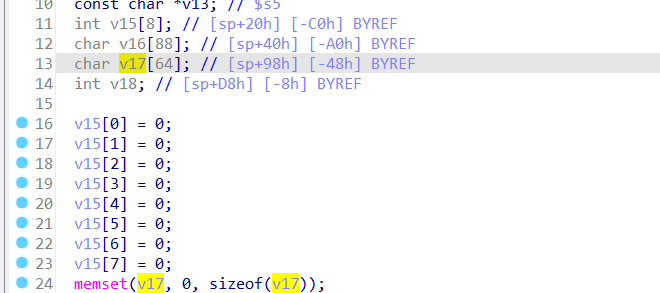 10 const char *v13; // $s5
11 int v15[8]; // [sp+20h] [-C0h] BYREF
12 char v16[88]; // [sp+40h] [-A0h] BYREF
13 char v17[64]; // [sp+98h] [-48h] BYREF
14 int v18; // [sp+D8h] [-8h] BYREF
15
16 v15[0] = 0;
17 v15[1] = 0;
18 v15[2] = 0;
19 v15[3] = 0;
20 v15[4] = 0;
21 v15[5] = 0;
22 v15[6] = 0;
23 v15[7] = 0;
24 memset(v17, 0, sizeof(v17));